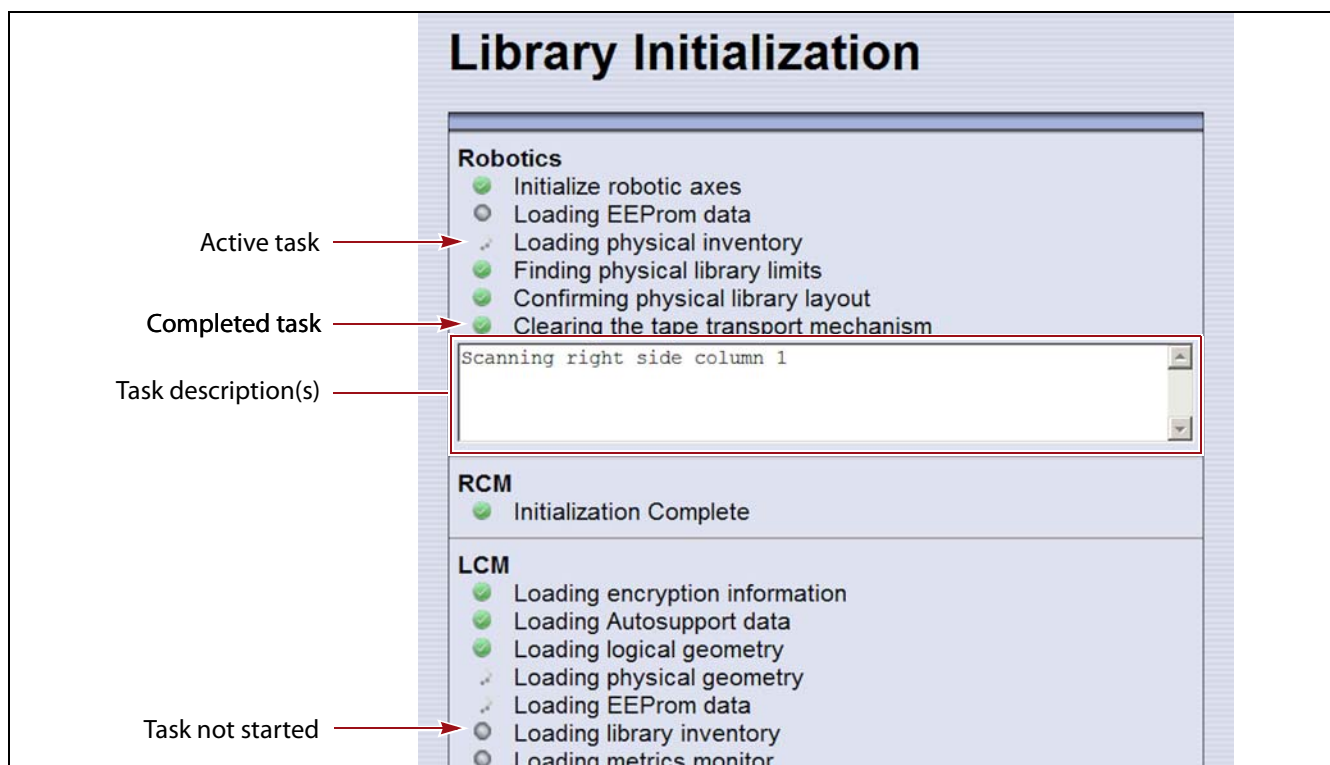 Library Initialization
Robotics
Initialize robotic axes
Loading EEProm data
Active task
Loading physical inventory
Finding physical library limits
Confirming physical library layout
Completed task
Clearing the tape transport mechanism
Scanning right side column 1
Task description(s)
RCM
Initialization Complete
LCM
Loading encryption information
Loading Autosupport data
Loading logical geometry
Loading physical geometry
Loading EEProm data
Task not started
Loading library inventory
Loading metrics monitor